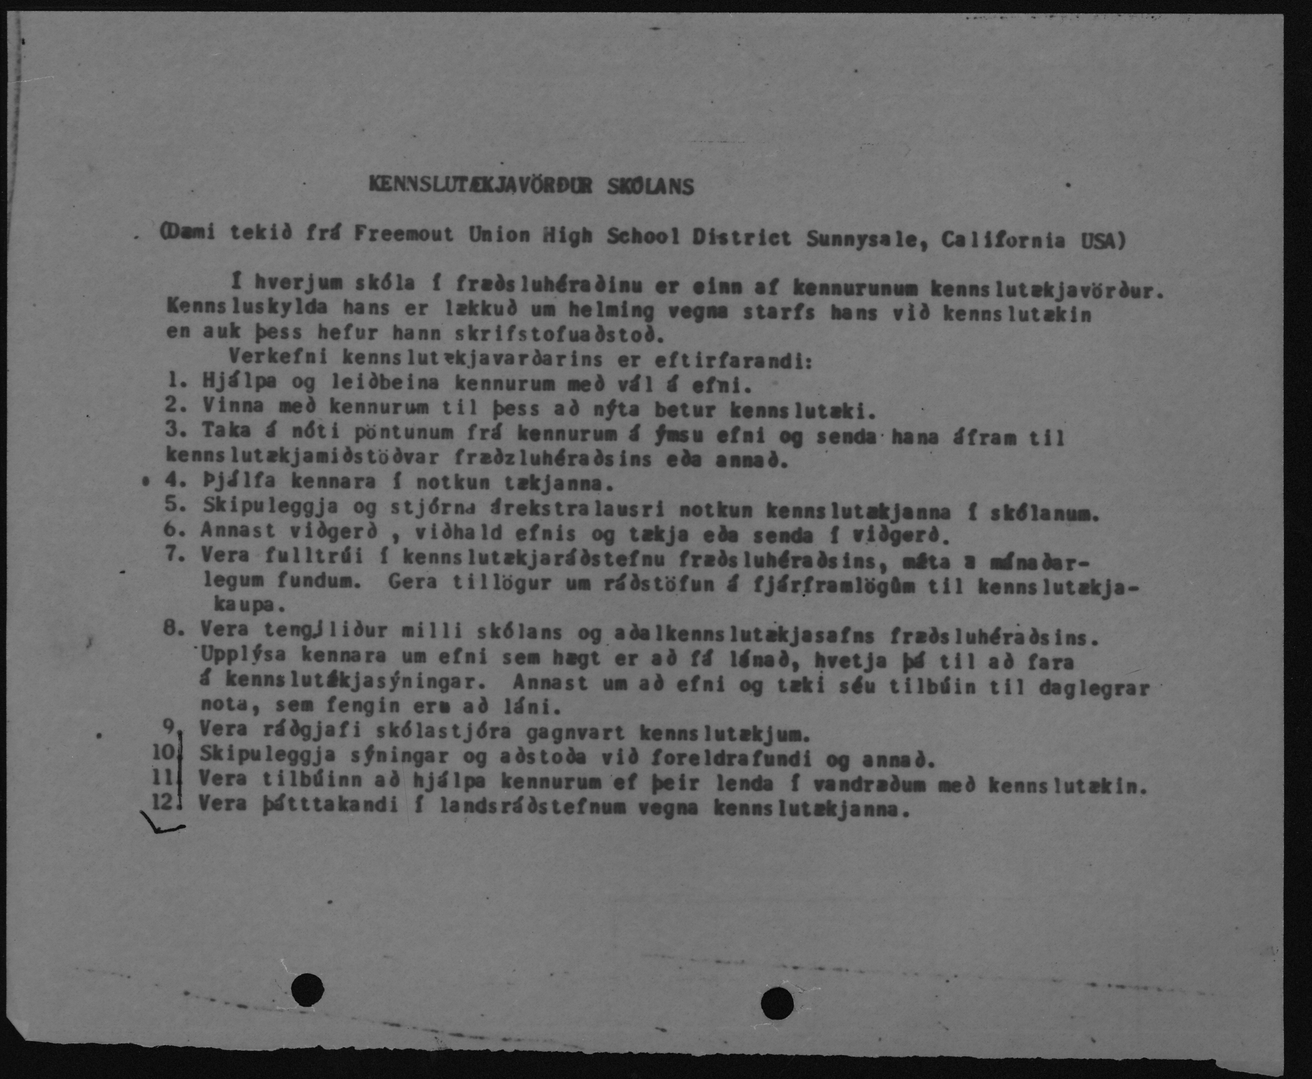 KENNSLUTÆKJAVÖRÐUR SKÓLANS
(Dæmi tekið frá Freemout Union High School District Sunnysale, California USA)
Í hverjum skóla í fræðsluhéraðinu er einn af kennurunum kennslutækjavörður.
Kennsluskylda hans er lækkuð um helming vegna starfs hans við kennslutækin
en auk þess hefur hann skrifstofuaðstoð.
Verkefni kennslutækjavarðarins er eftirfarandi:
1. Hjálpa og leiðbeina kennurum með vál á efni.
2. Vinna með kennurum til þess að nýta betur kennslutæki.
3. Taka á nóti pöntunum frá kennurum á ýmsu efni og senda hana áfram til
kennslutækjamiðstöðvar fræðzluhéraðsins eða annað.
4. Þjálfa kennara í notkun tækjanna.
5. Skipuleggja og stjórna árekstralausri notkun kennslutækjanna í skólanum.
6. Annast viðgerð , viðhald efnis og tækja eða senda í viðgerð.
7. Vera fulltrúi í kennslutækjaráðstefnu fræðsluhéraðsins, mæta a mánaðar-
legum fundum. Gera tillögur um ráðstöfun á fjárframlögum til kennslutækja-
kaupa.
8. Vera tengiliður milli skólans og aðalkennslutækjasafns fræðsluhéraðsins.
Upplýsa kennara um efni sem hægt er að fá lánað, hvetja þá til að fara
á kennslutækjasýningar. Annast um að efni og tæki séu tilbúin til daglegrar
nota, sem fengin eru að láni.
9. Vera ráðgjafi skólastjóra gagnvart kennslutækjum.
10. Skipuleggja sýningar og aðstoða við foreldrafundi og annað.
11. Vera tilbúinn að hjálpa kennurum ef þeir lenda í vandræðum með kennslutækin.
12. Vera þátttakandi í landsráðstefnum vegna kennslutækjanna.